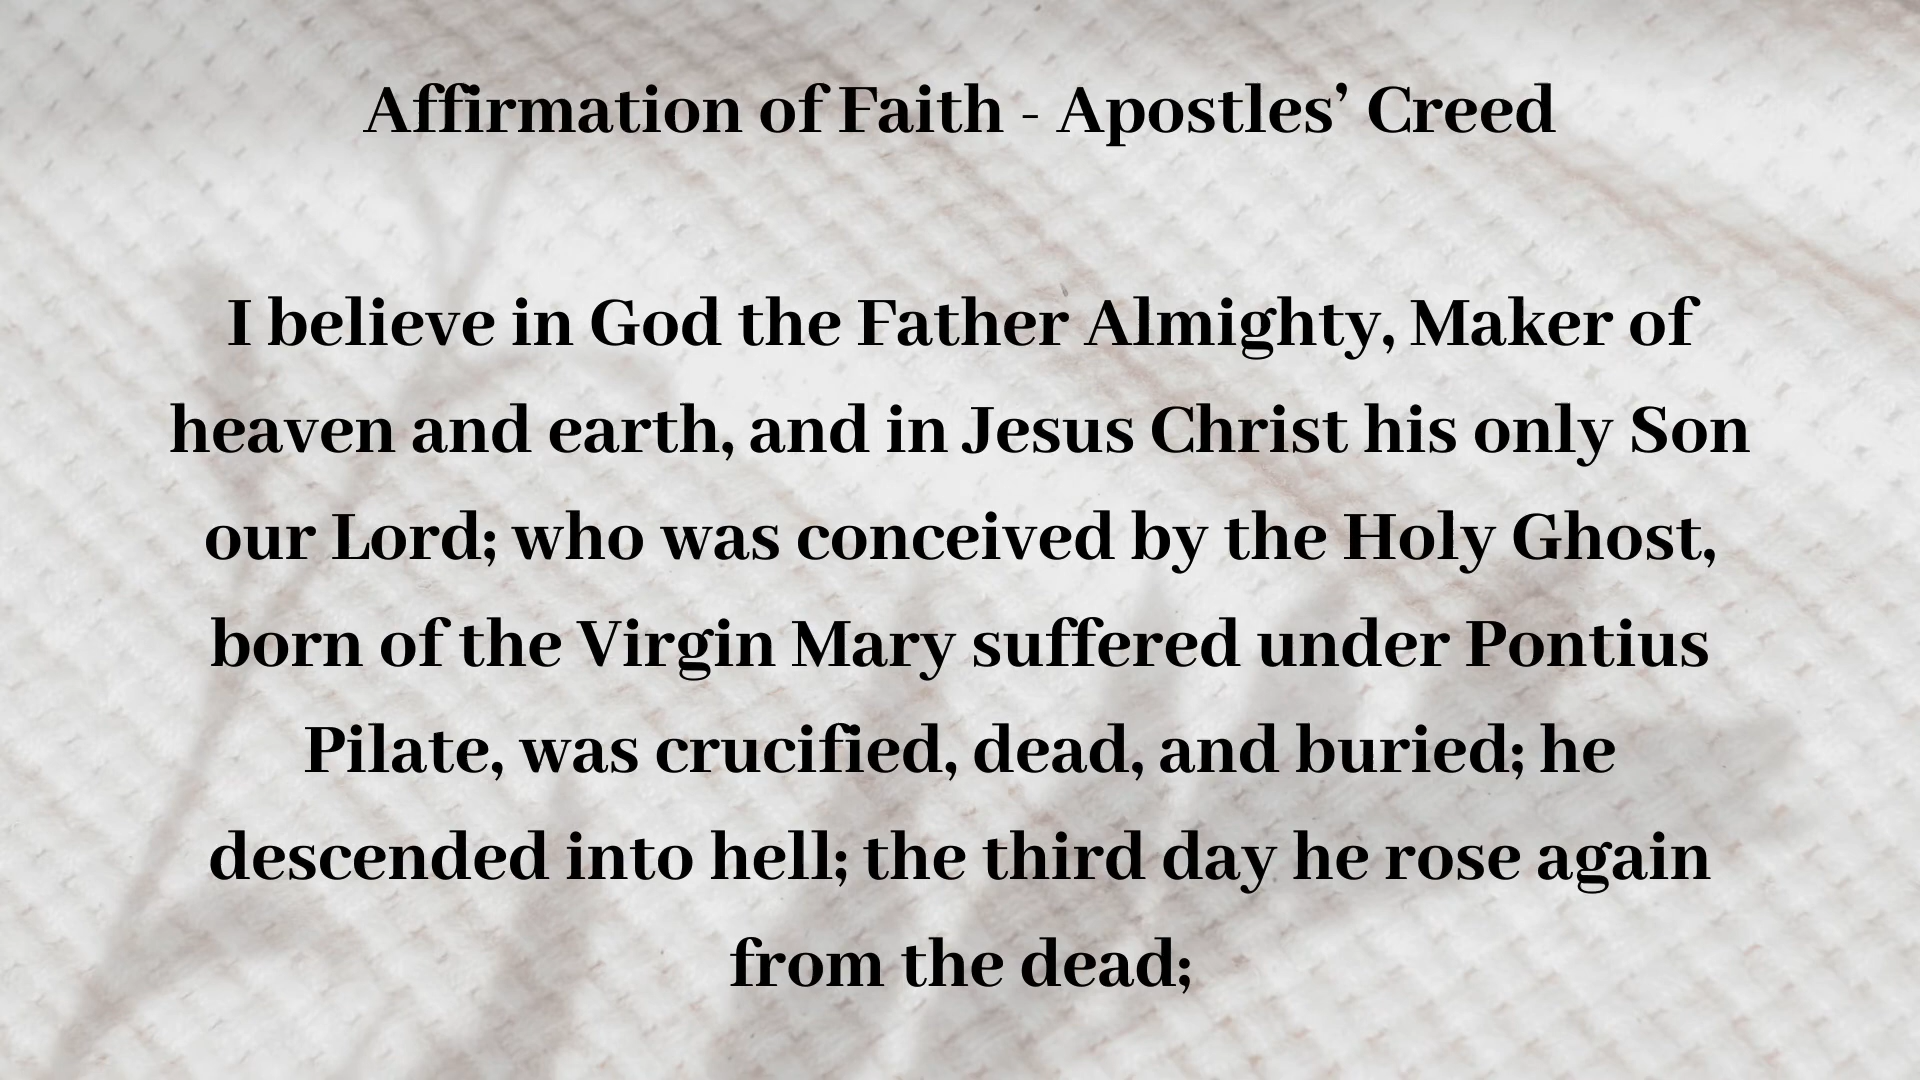 Affirmation of Faith - Apostles’ Creed
I believe in God the Father Almighty, Maker of
heaven and earth, and in Jesus Christ his only Son
our Lord; who was conceived by the Holy Ghost,
born of the Virgin Mary suffered under Pontius
Pilate, was crucified, dead, and buried; he
descended into hell; the third day he rose again
from the dead;